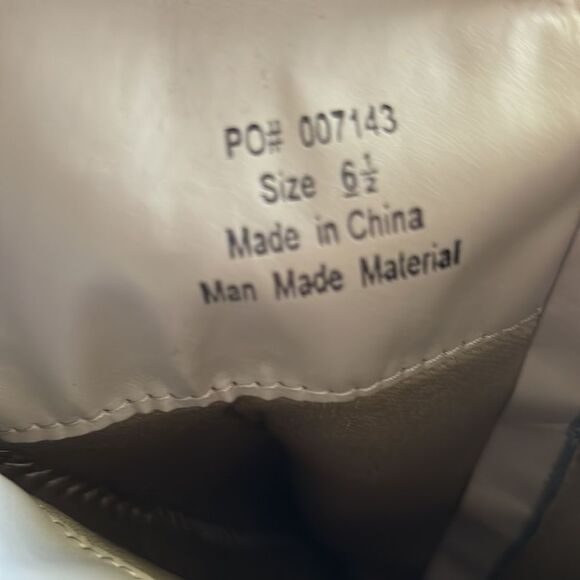 PO# 007143
Size 6½
Made in China
Man Made Material